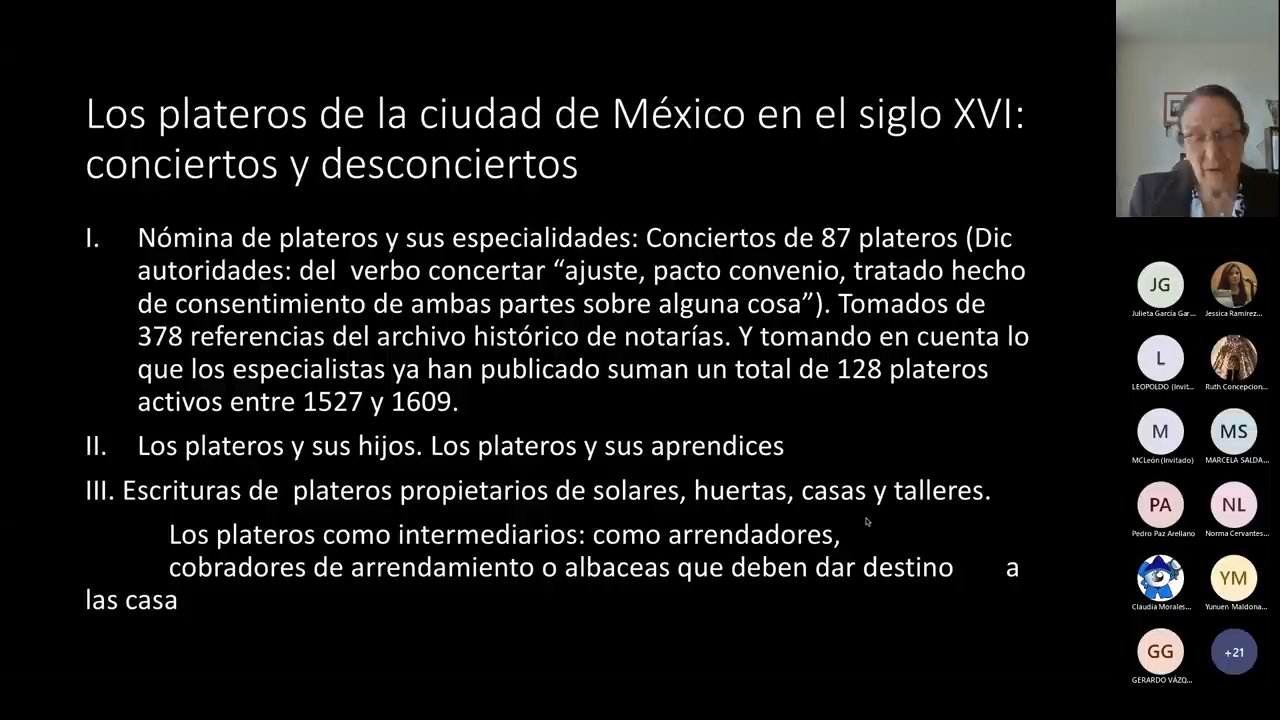 Los plateros de la ciudad de México en el siglo XVI:
conciertos y desconciertos
I. Nómina de plateros y sus especialidades: Conciertos de 87 plateros (Dic
autoridades: del verbo concertar “ajuste, pacto convenio, tratado hecho
de consentimiento de ambas partes sobre alguna cosa”). Tomados de
378 referencias del archivo histórico de notarías. Y tomando en cuenta lo
que los especialistas ya han publicado suman un total de 128 plateros
activos entre 1527 y 1609.
II. Los plateros y sus hijos. Los plateros y sus aprendices
III. Escrituras de plateros propietarios de solares, huertas, casas y talleres.
Los plateros como intermediarios: como arrendadores,
cobradores de arrendamiento o albaceas que deben dar destino a
las casa
JG
Julieta García Gar...
Jessica Ramírez...
L
LEOPOLDO (Invit...
Ruth Concepcion...
M
MCLeón (Invitado)
MS
MARCELA SALDA...
PA
Pedro Paz Arellano
NL
Norma Cervantes...
Claudia Morales...
YM
Yunuen Maldona...
GG
GERARDO VÁZQ...
+21